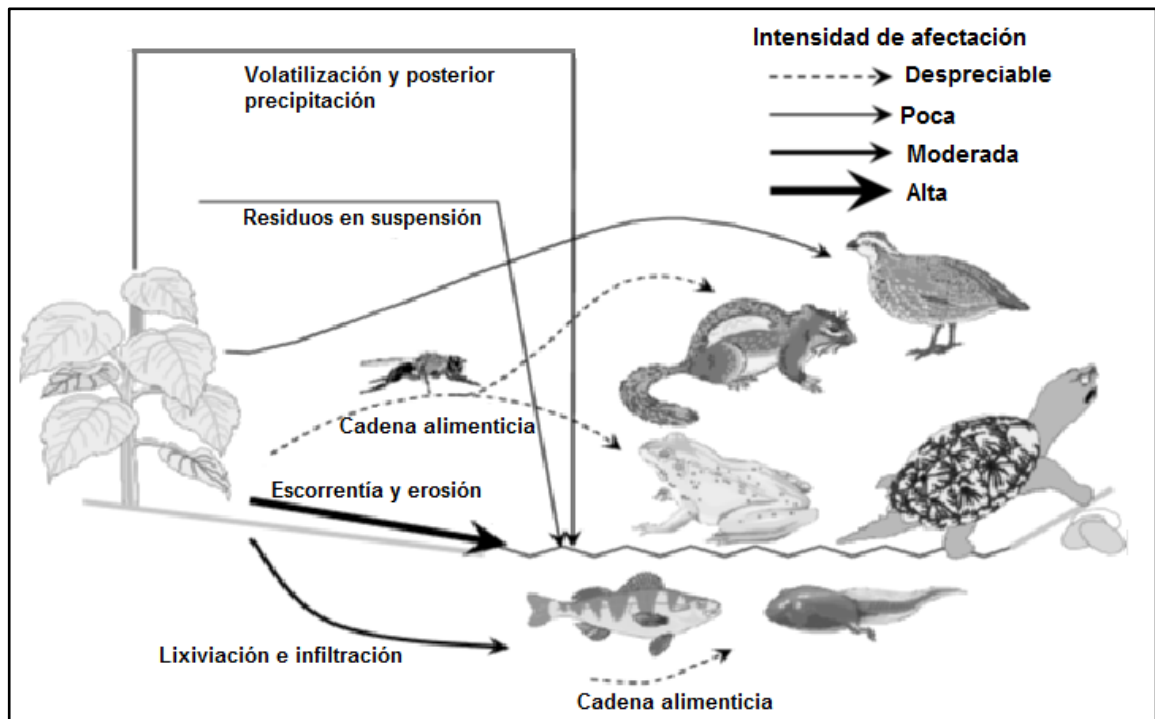 Intensidad de afectación
Despreciable
Poca
Moderada
Alta
Volatilización y posterior
precipitación
Residuos en suspensión
Cadena alimenticia
Escorrentía y erosión
Lixiviación e infiltración
Cadena alimenticia